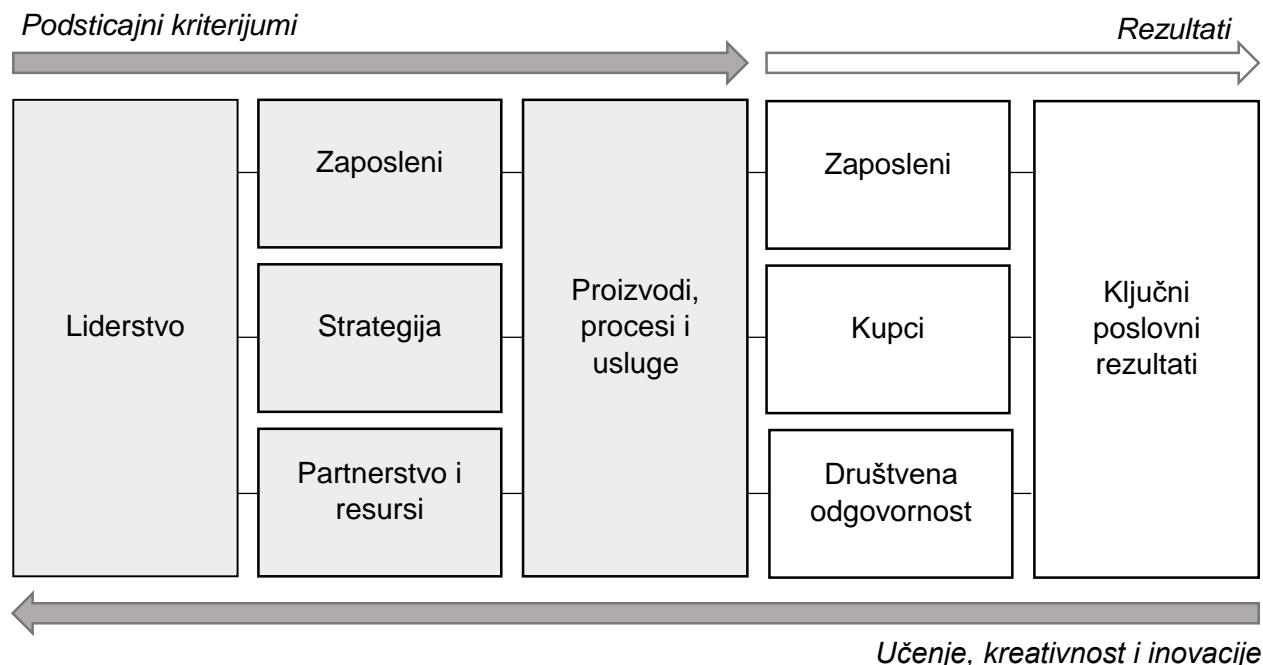 Podsticajni kriterijumi
Rezultati
Liderstvo
Zaposleni
Strategija
Partnerstvo i
resursi
Proizvodi,
procesi i
usluge
Zaposleni
Kupci
Društvena
odgovornost
Ključni
poslovni
rezultati
Učenje, kreativnost i inovacije